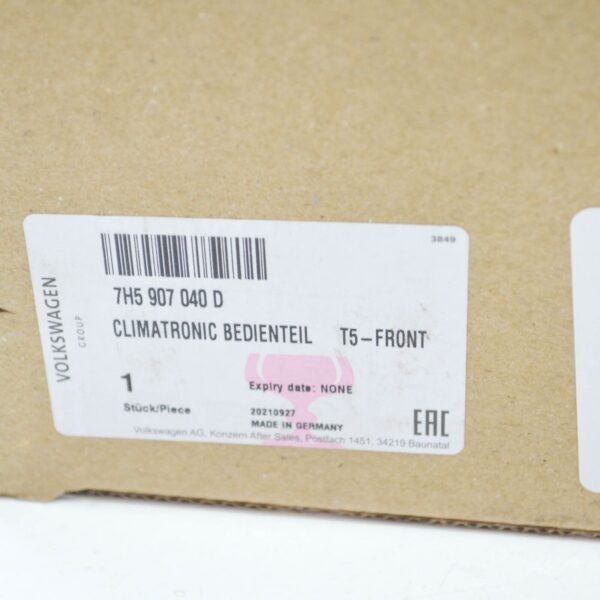 3849
VOLKSWAGEN
GROUP
7H5 907 040 D
CLIMATRONIC BEDIENTEIL T5-FRONT
1
Expiry date: NONE
Stück/Piece
20210927
MADE IN GERMANY
EAC
Volkswagen AG, Konzern After Sales, Postfach 1451, 34219 Baunatal